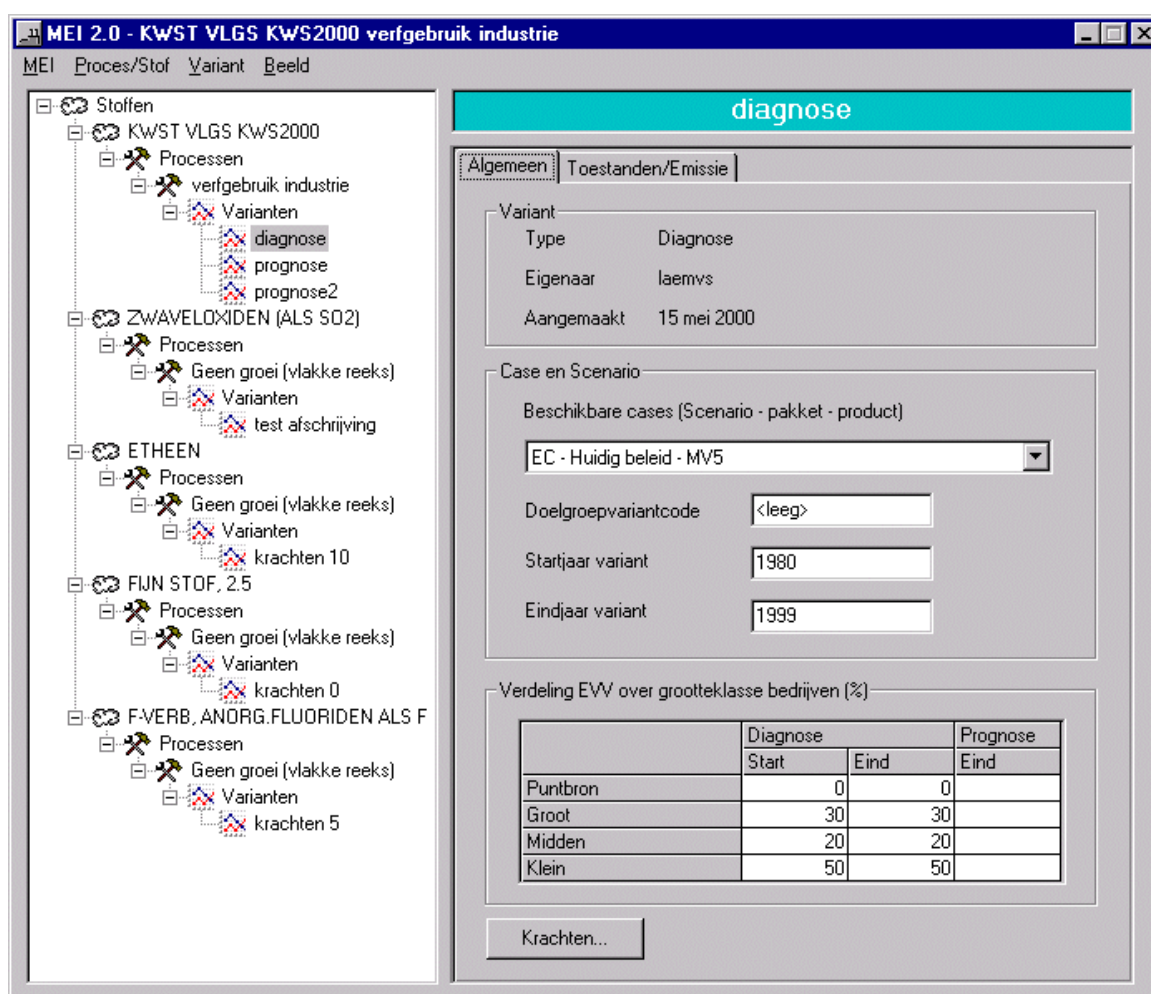 MEI 2.0 - KWST VLGS KWS2000 verfgebruik industrie
MEI Proces/Stof Variant Beeld
Stoffen
KWST VLGS KWS2000
Processen
verfgebruik industrie
Varianten
diagnose
prognose
prognose2
ZWAVELOXIDEN (ALS SO2)
Processen
Geen groei (vlakke reeks)
Varianten
test afschrijving
ETHEEN
Processen
Geen groei (vlakke reeks)
Varianten
krachten 10
FIJN STOF, 2.5
Processen
Geen groei (vlakke reeks)
Varianten
krachten 0
F-VERB, ANORG.FLUORIDEN ALS F
Processen
Geen groei (vlakke reeks)
Varianten
krachten 5
diagnose
Algemeen Toestanden/Emissie
Variant
Type Diagnose
Eigenaar laemvs
Aangemaakt 15 mei 2000
Case en Scenario
Beschikbare cases (Scenario - pakket - product)
EC - Huidig beleid - MV5
Doelgroepvariantcode <leeg>
Startjaar variant 1980
Eindjaar variant 1999
Verdeling EVV over grootteklasse bedrijven (%)
Diagnose Prognose
Start Eind Eind
Puntbron 0 0
Groot 30 30
Midden 20 20
Klein 50 50
Krachten...